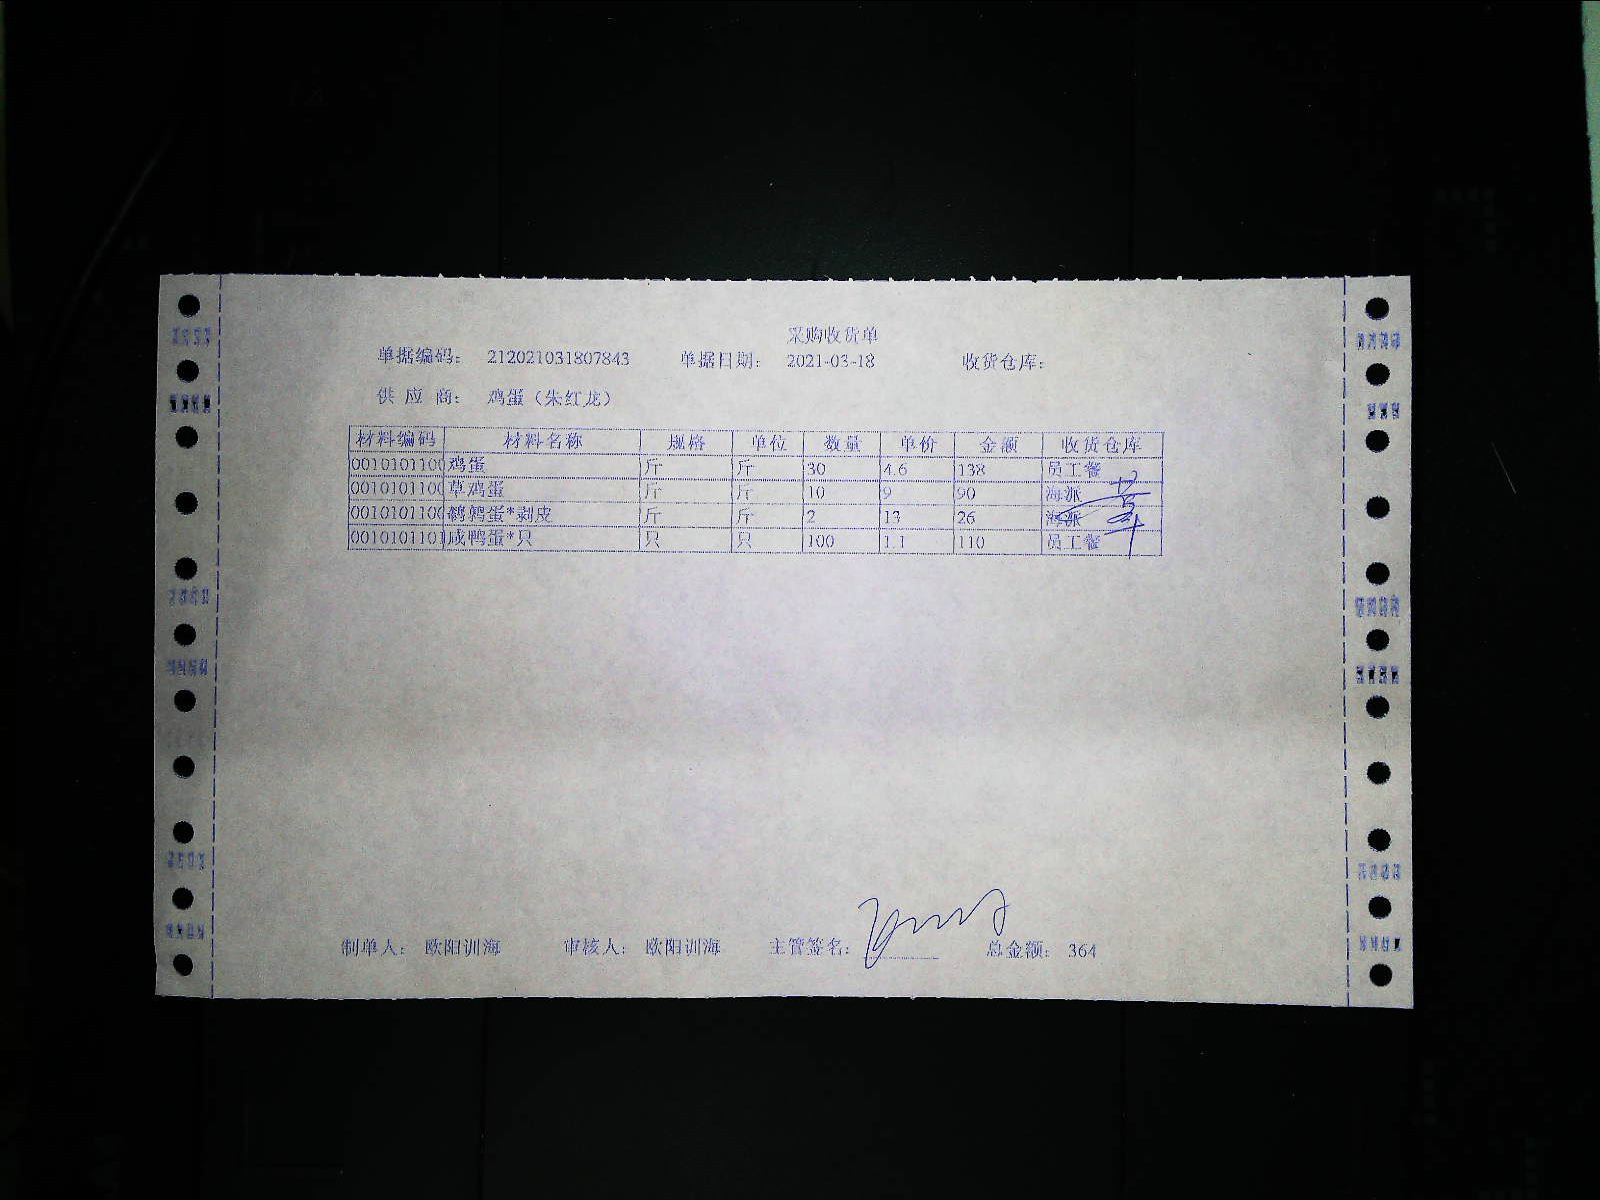 采购收货单
单据编码: 212021031807843 单据日期: 2021-03-18 收货仓库:
供 应 商: 鸡蛋（朱红龙）
材料编码 材料名称 规格 单位 数量 单价 金额 收货仓库
0010101100 鸡蛋 斤 斤 30 4.6 138 员工餐
0010101100 草鸡蛋 斤 斤 10 9 90 海派
0010101100 鹌鹑蛋*剥皮 斤 斤 2 13 26 海派
0010101101 咸鸭蛋*只 只 只 100 1.1 110 员工餐
制单人: 欧阳训海 审核人: 欧阳训海 主管签名: 总金额: 364